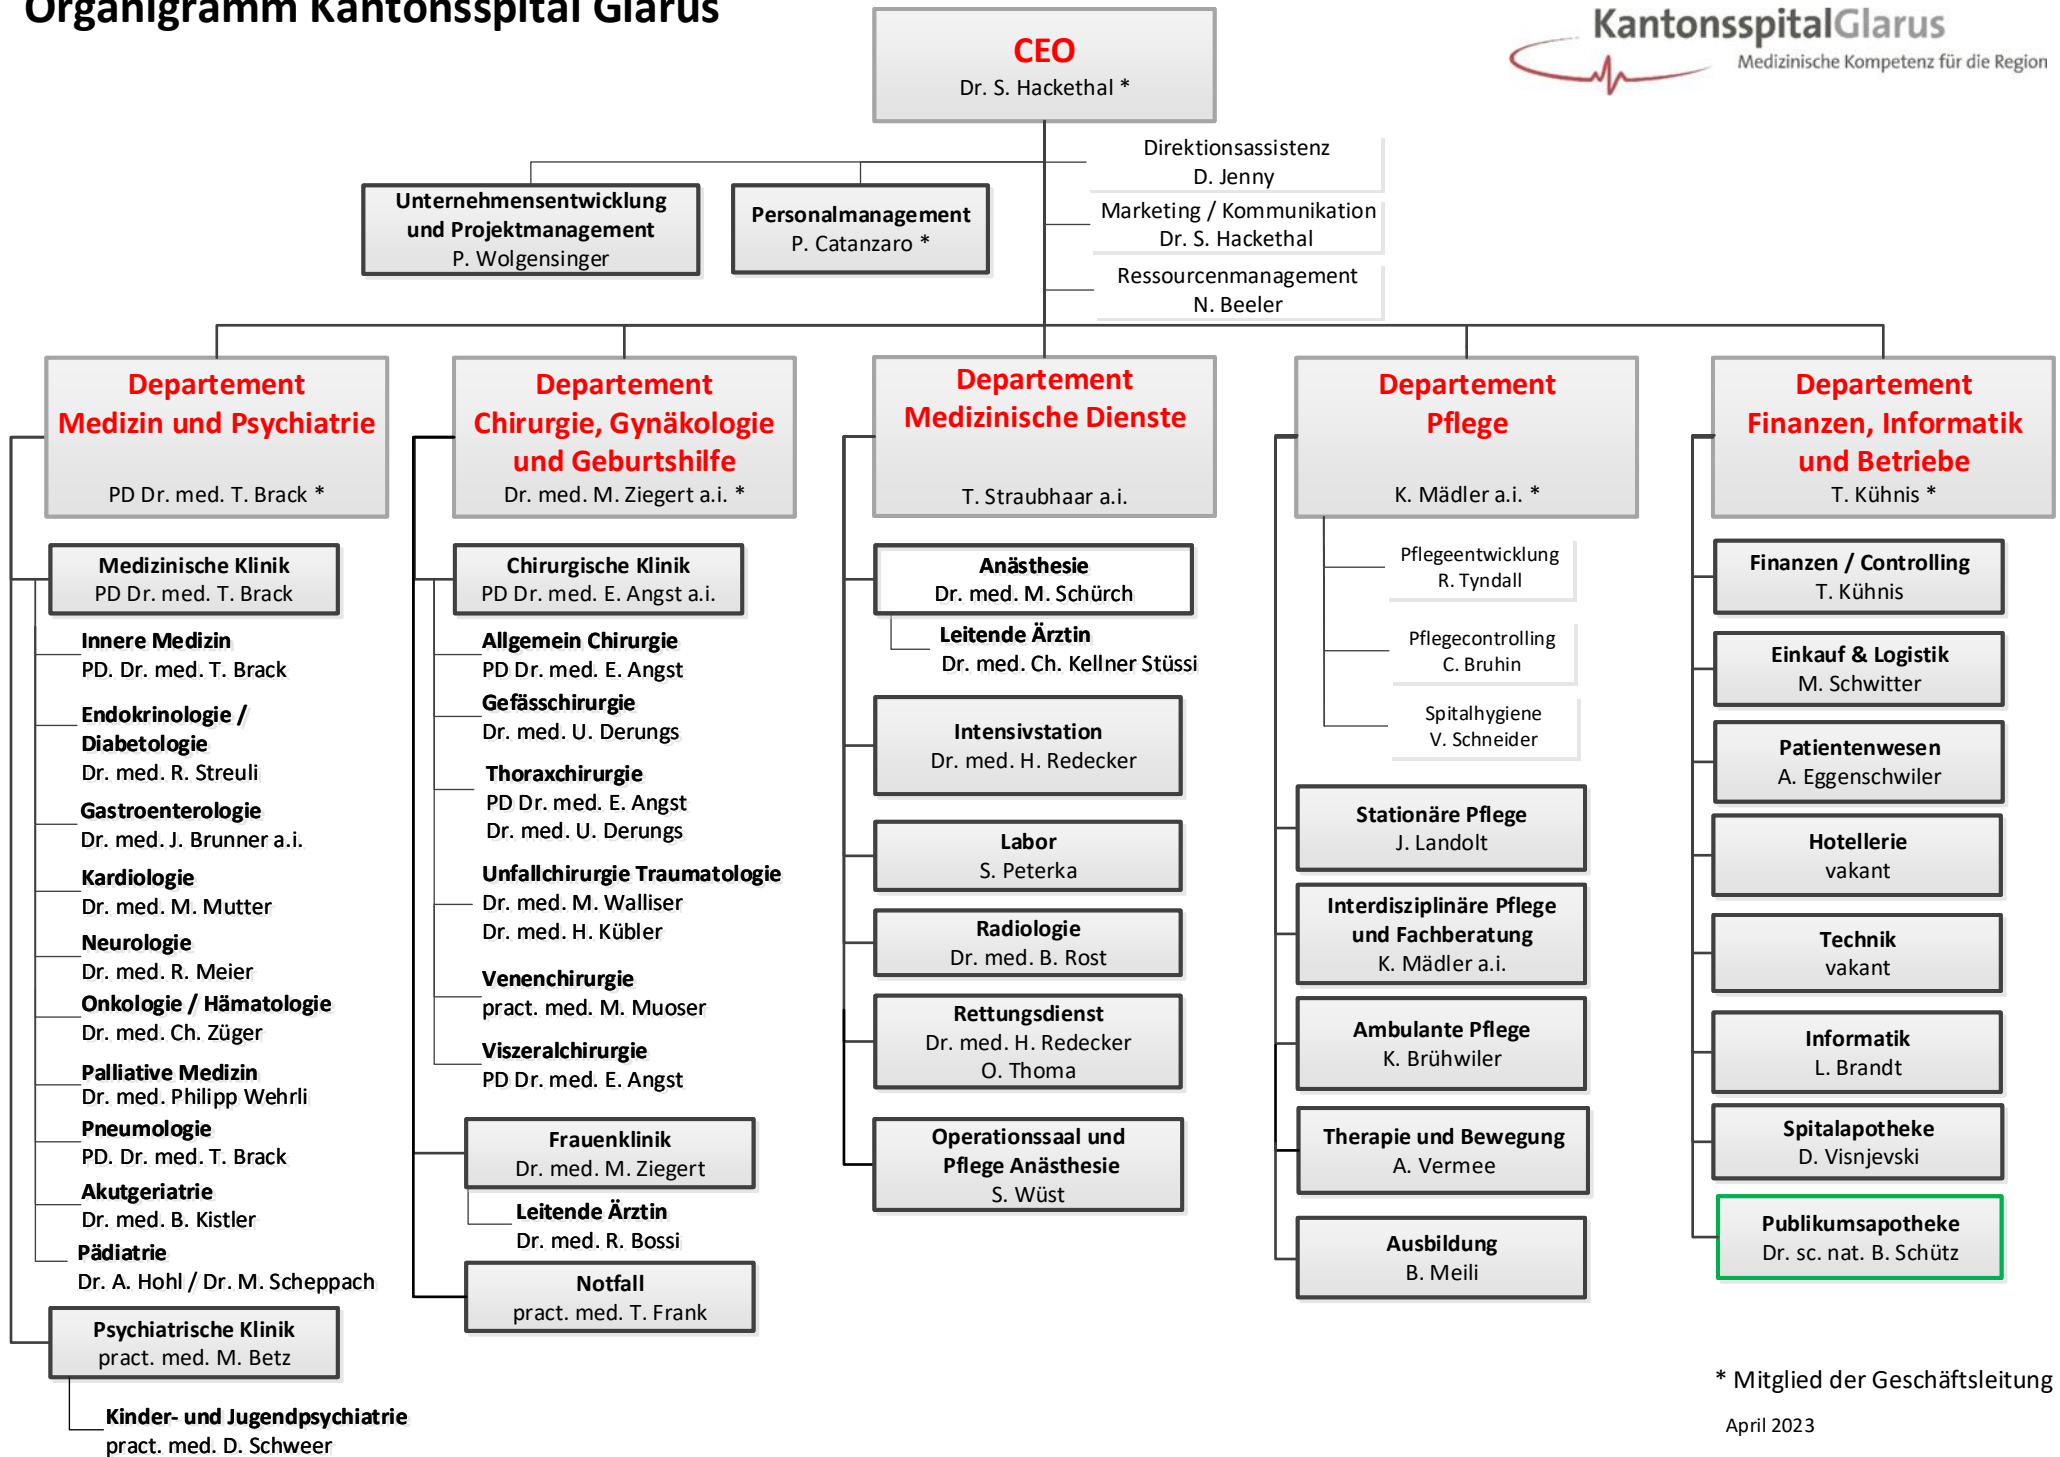 Organigramm Kantonsspital Glarus
KantonsspitalGlarus
Medizinische Kompetenz für die Region
CEO
Dr. S. Hackethal *
Direktionsassistenz
D. Jenny
Marketing / Kommunikation
Dr. S. Hackethal
Ressourcenmanagement
N. Beeler
Unternehmensentwicklung
und Projektmanagement
P. Wolgensinger
Personalmanagement
P. Catanzaro *
Departement
Medizin und Psychiatrie
PD Dr. med. T. Brack *
Medizinische Klinik
PD Dr. med. T. Brack
Innere Medizin
PD. Dr. med. T. Brack
Endokrinologie /
Diabetologie
Dr. med. R. Streuli
Gastroenterologie
Dr. med. J. Brunner a.i.
Kardiologie
Dr. med. M. Mutter
Neurologie
Dr. med. R. Meier
Onkologie / Hämatologie
Dr. med. Ch. Züger
Palliative Medizin
Dr. med. Philipp Wehrli
Pneumologie
PD. Dr. med. T. Brack
Akutgeriatrie
Dr. med. B. Kistler
Pädiatrie
Dr. A. Hohl / Dr. M. Scheppach
Psychiatrische Klinik
pract. med. M. Betz
Kinder- und Jugendpsychiatrie
pract. med. D. Schweer
Departement
Chirurgie, Gynäkologie
und Geburtshilfe
Dr. med. M. Ziegert a.i. *
Chirurgische Klinik
PD Dr. med. E. Angst a.i.
Allgemein Chirurgie
PD Dr. med. E. Angst
Gefässchirurgie
Dr. med. U. Derungs
Thoraxchirurgie
PD Dr. med. E. Angst
Dr. med. U. Derungs
Unfallchirurgie Traumatologie
Dr. med. M. Walliser
Dr. med. H. Kübler
Venenchirurgie
pract. med. M. Muoser
Viszeralchirurgie
PD Dr. med. E. Angst
Frauenklinik
Dr. med. M. Ziegert
Leitende Ärztin
Dr. med. R. Bossi
Notfall
pract. med. T. Frank
Departement
Medizinische Dienste
T. Straubhaar a.i.
Anästhesie
Dr. med. M. Schürch
Leitende Ärztin
Dr. med. Ch. Kellner Stüssi
Intensivstation
Dr. med. H. Redecker
Labor
S. Peterka
Radiologie
Dr. med. B. Rost
Rettungsdienst
Dr. med. H. Redecker
O. Thoma
Operationssaal und
Pflege Anästhesie
S. Wüst
Departement
Pflege
K. Mädler a.i. *
Pflegeentwicklung
R. Tyndall
Pflegecontrolling
C. Bruhin
Spitalhygiene
V. Schneider
Stationäre Pflege
J. Landolt
Interdisziplinäre Pflege
und Fachberatung
K. Mädler a.i.
Ambulante Pflege
K. Brühwiler
Therapie und Bewegung
A. Vermee
Ausbildung
B. Meili
Departement
Finanzen, Informatik
und Betriebe
T. Kühnis *
Finanzen / Controlling
T. Kühnis
Einkauf & Logistik
M. Schwitter
Patientenwesen
A. Eggenschwiler
Hotellerie
vakant
Technik
vakant
Informatik
L. Brandt
Spitalapotheke
D. Visnjevski
Publikumsapotheke
Dr. sc. nat. B. Schütz
* Mitglied der Geschäftsleitung
April 2023